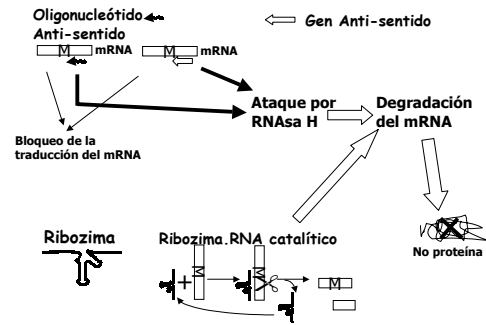 Oligonucleótido
Anti-sentido
Gen Anti-sentido
M mRNA
M mRNA
Ataque por
RNAsa H
Degradación
del mRNA
Bloqueo de la
traducción del mRNA
Ribozima
Ribozima.RNA catalítico
No proteína
M
+
M
M